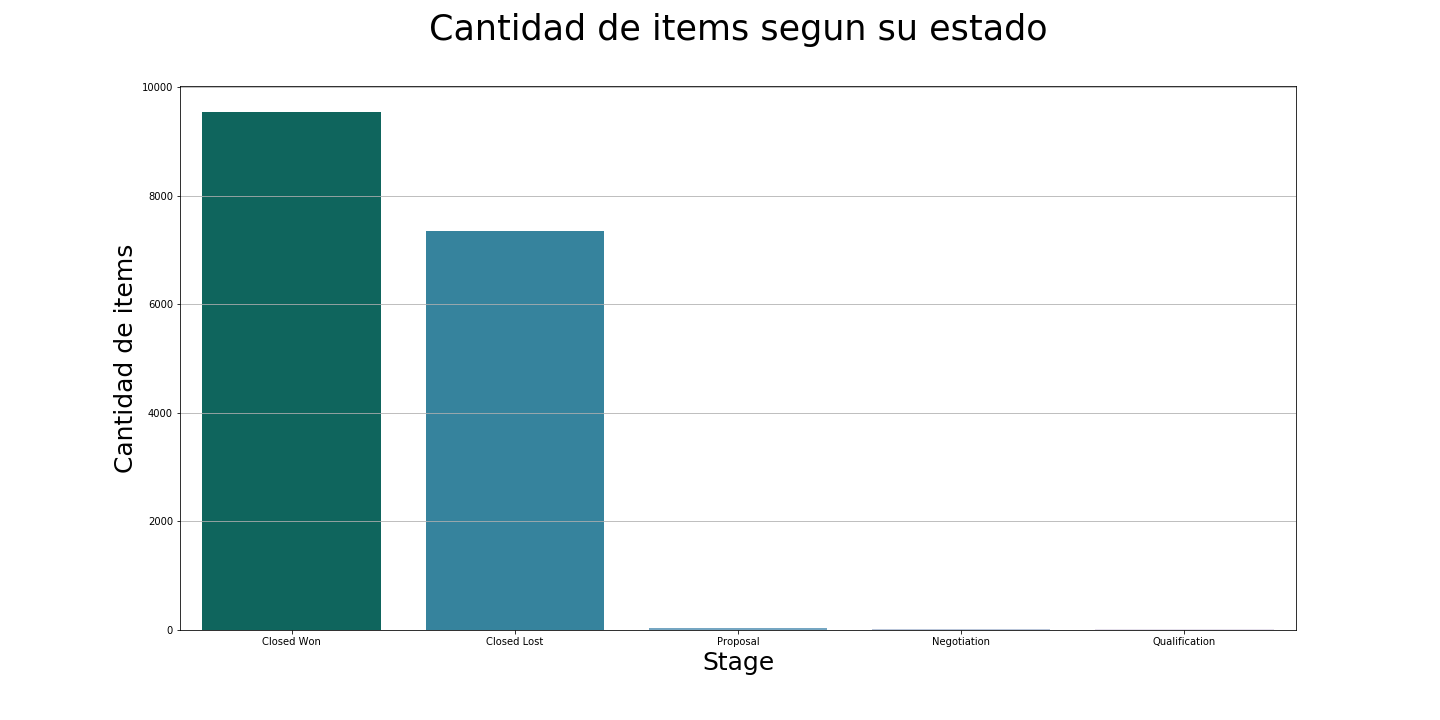 Cantidad de items segun su estado
10000
8000
6000
4000
2000
0
Cantidad de items
Closed Won Closed Lost Proposal Negotiation Qualification
Stage